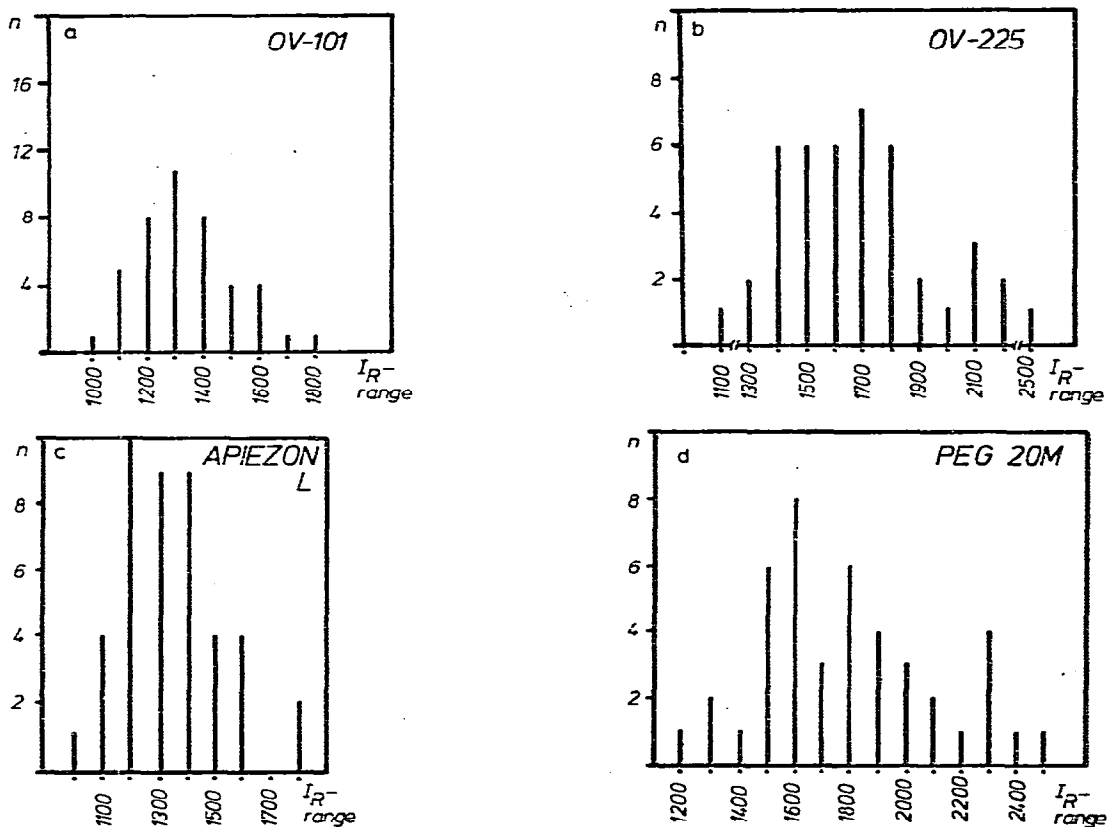 n
a
OV-101
16
12
8
4
1000
1200
1400
1600
1800
I_R-
range
n
b
OV-225
8
6
4
2
1100
1300
1500
1700
1900
2100
2500
I_R-
range
n
c
APIEZON
L
8
6
4
2
1100
1300
1500
1700
I_R-
range
n
d
PEG 20M
8
6
4
2
1200
1400
1600
1800
2000
2200
2400
I_R-
range